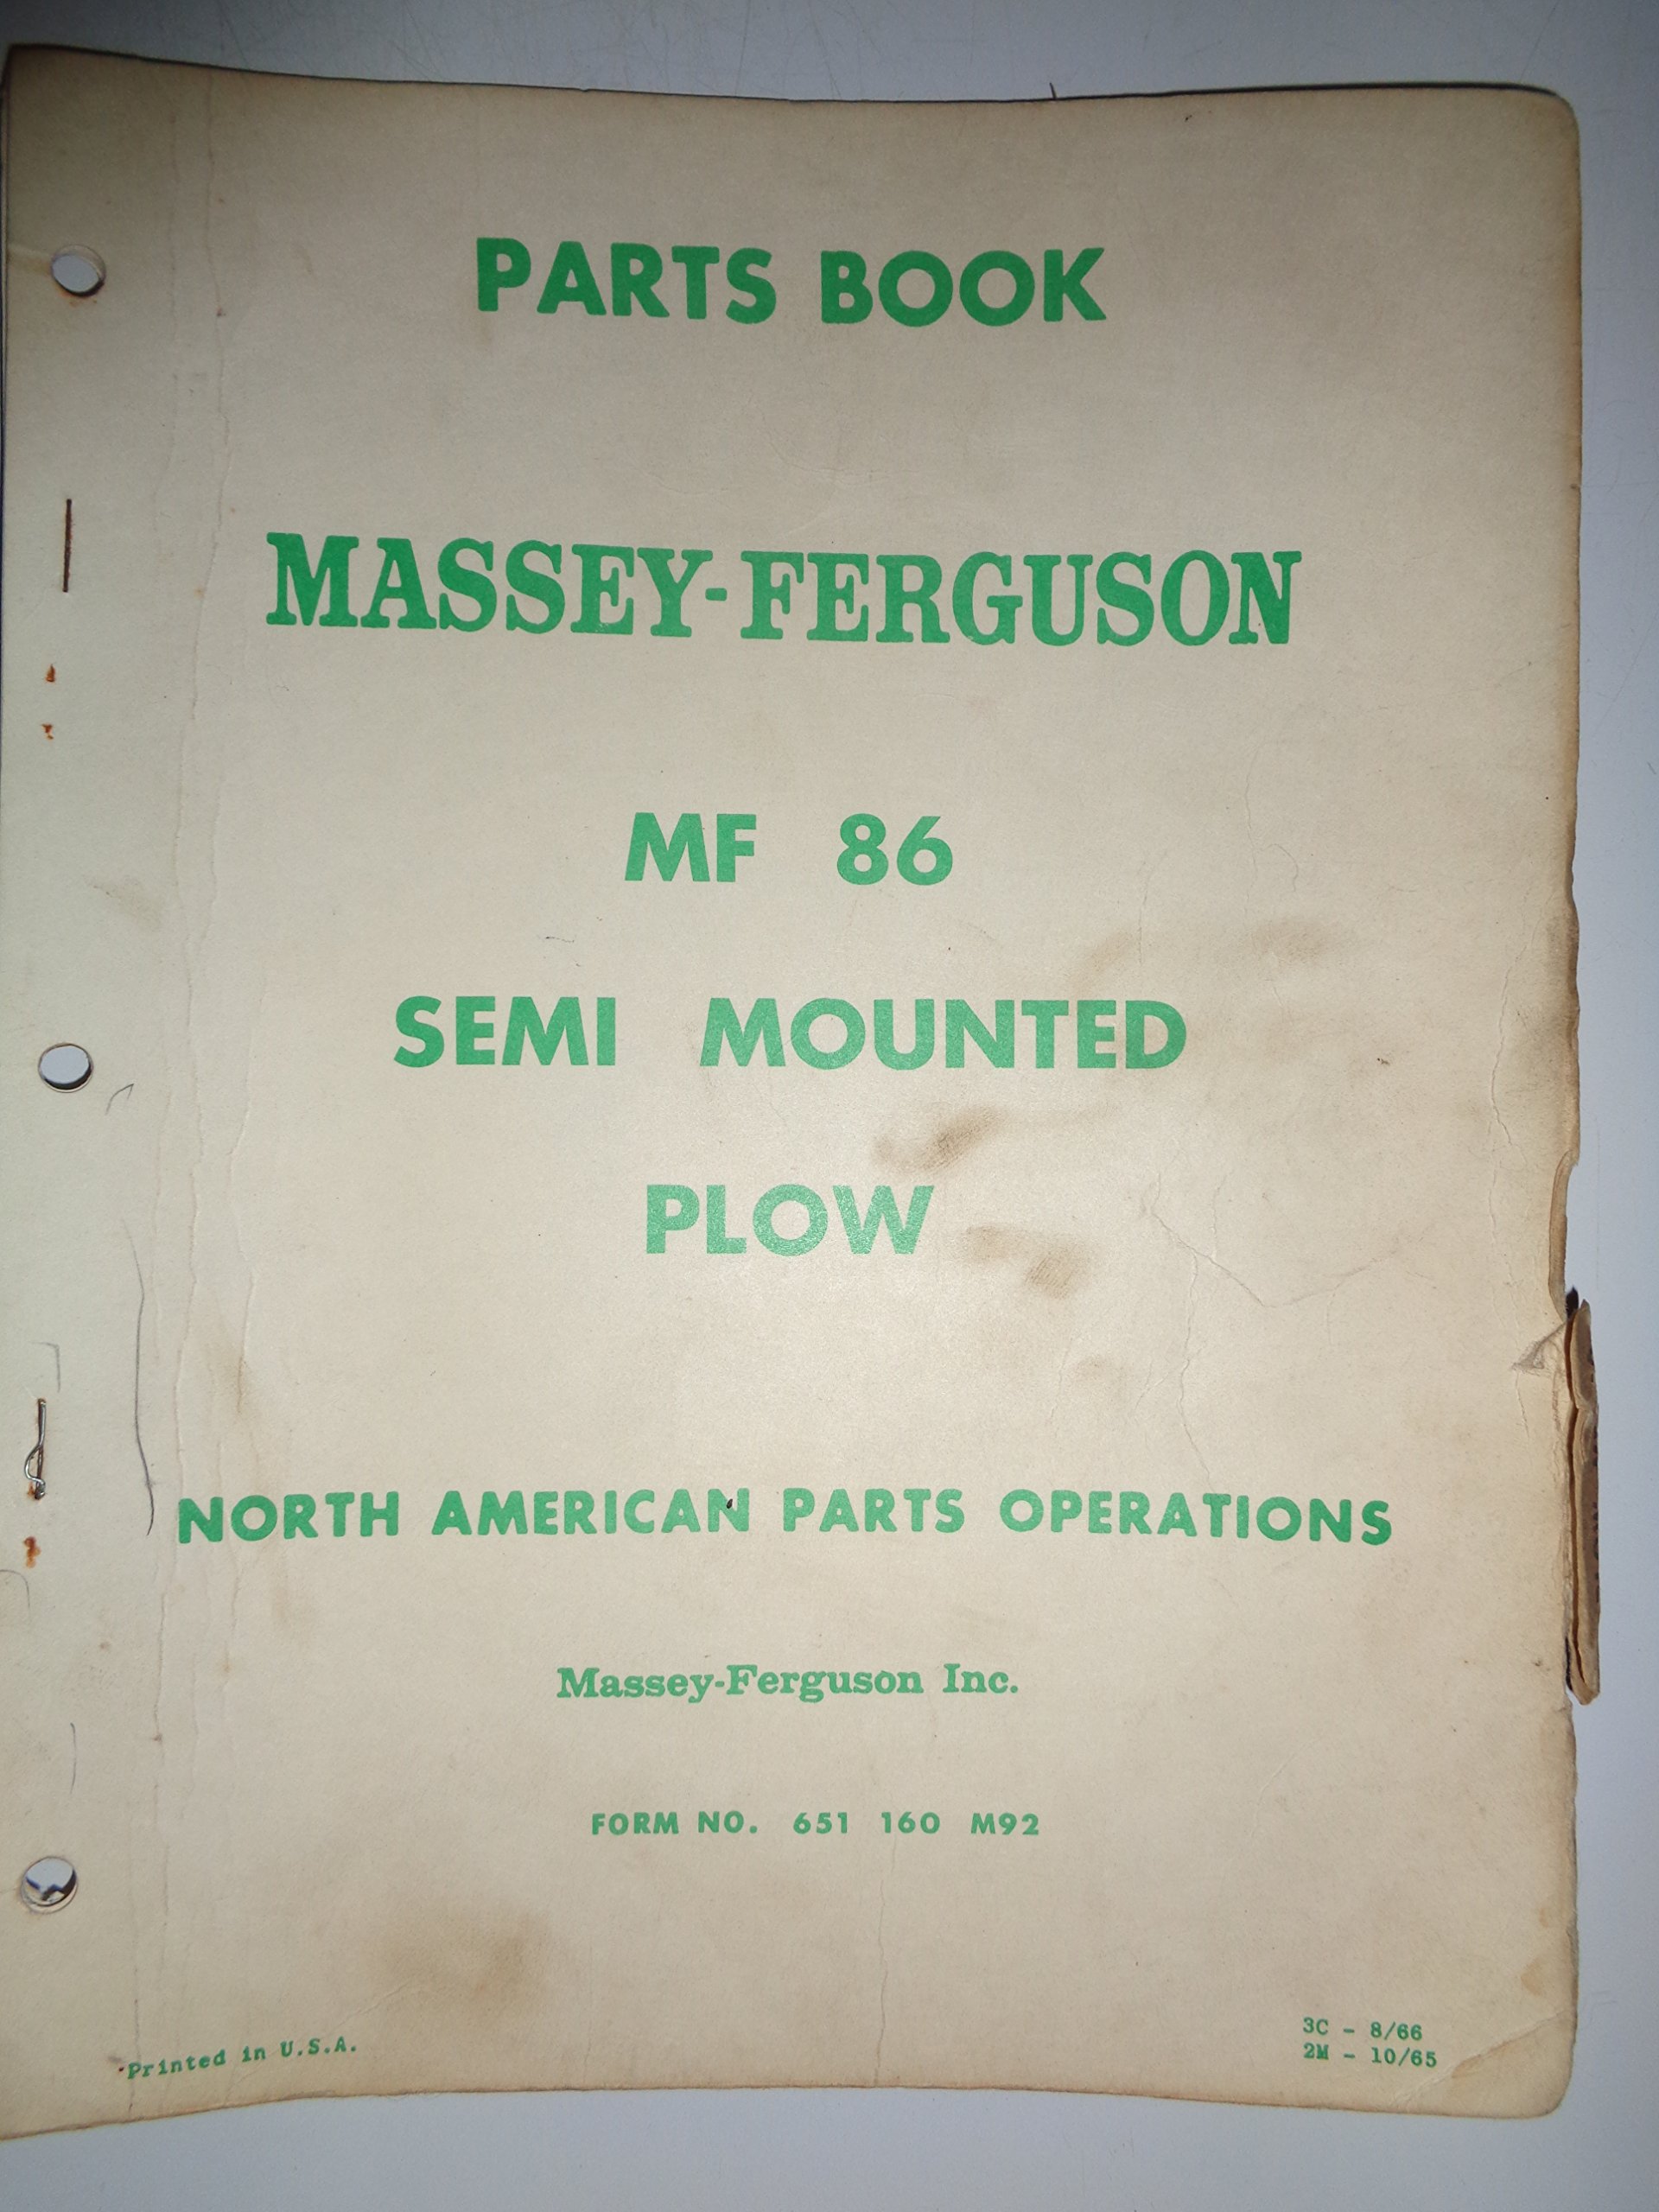 PARTS BOOK
MASSEY-FERGUSON
MF 86
SEMI MOUNTED
PLOW
NORTH AMERICAN PARTS OPERATIONS
Massey-Ferguson Inc.
FORM NO. 651 160 M92
Printed in U.S.A.
3C - 8/66
2M - 10/65